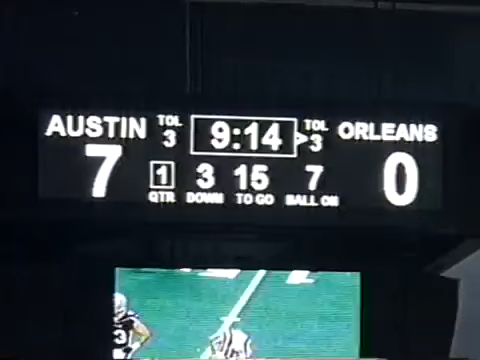 AUSTIN TOL 3 9:14 > TOL 3 ORLEANS
7 1 3 15 7 0
QTR DOWN TO GO BALL ON
3